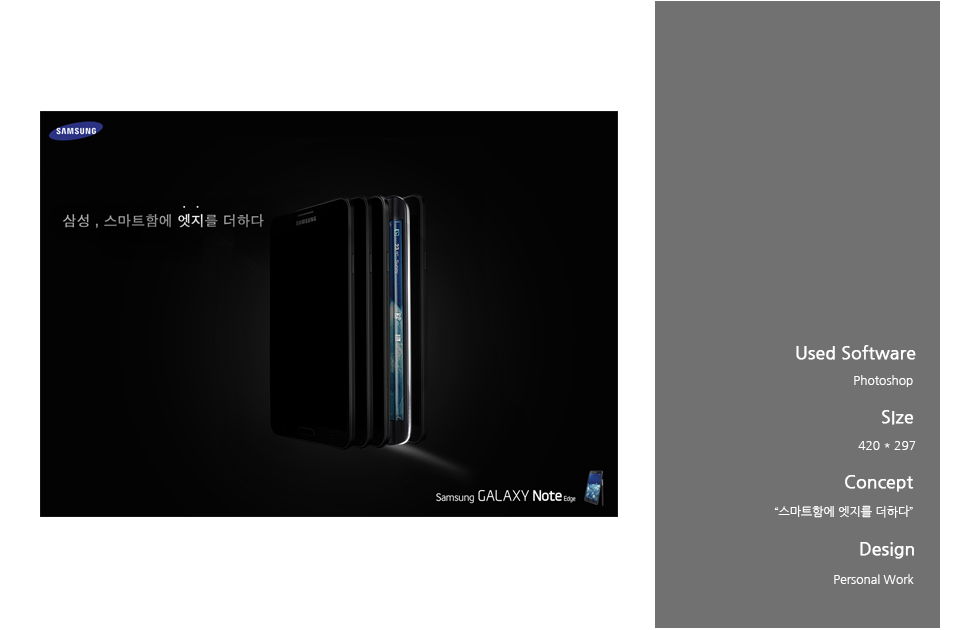 SAMSUNG
삼성 , 스마트함에 엣지를 더하다
SAMSUNG
Samsung GALAXY Note Edge
Used Software
Photoshop
SIze
420 * 297
Concept
“스마트함에 엣지를 더하다”
Design
Personal Work